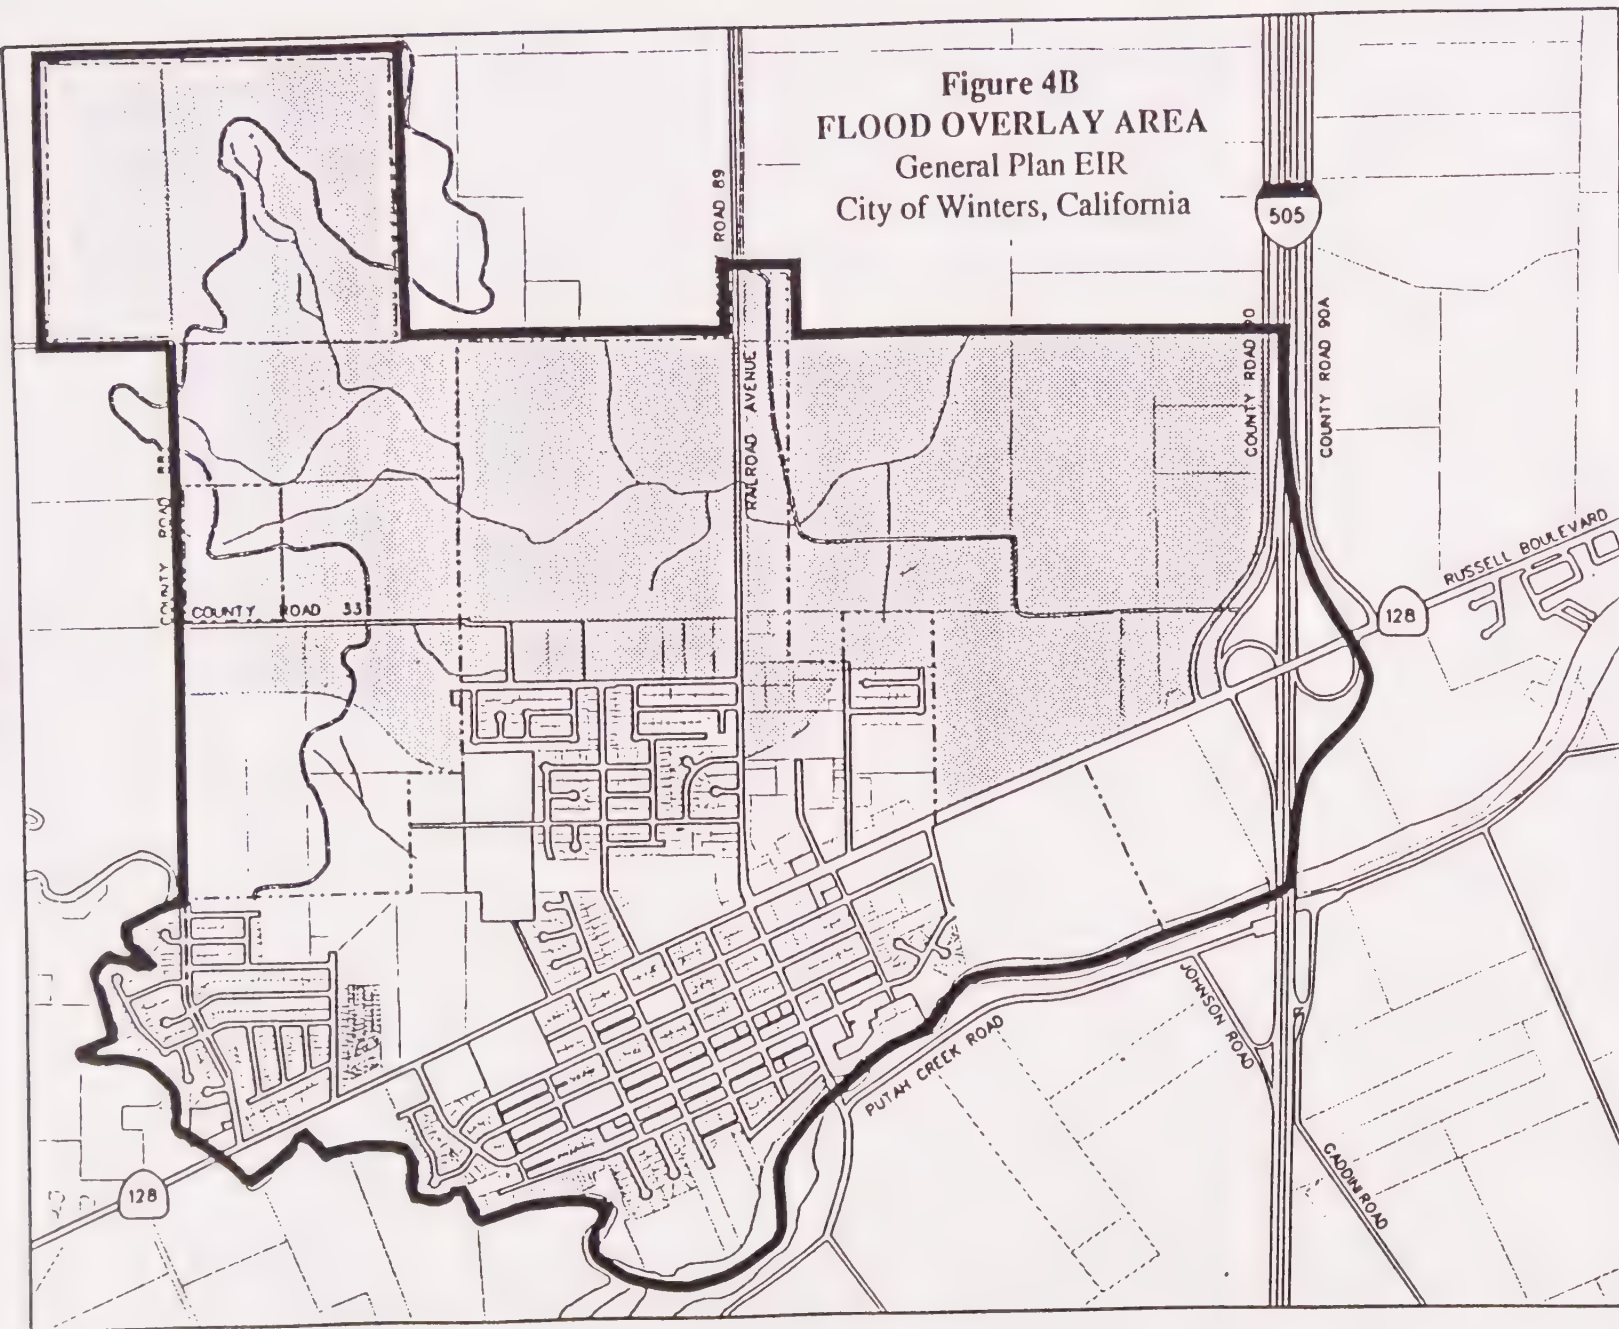 Figure 4B
FLOOD OVERLAY AREA
General Plan EIR
City of Winters, California
ROAD 89
505
COUNTY ROAD 90
COUNTY ROAD 90A
RAILROAD AVENUE
COUNTY ROAD
COUNTY ROAD 33
RUSSELL BOULEVARD
128
JOHNSON ROAD
PUTAH CREEK ROAD
128
ROAD